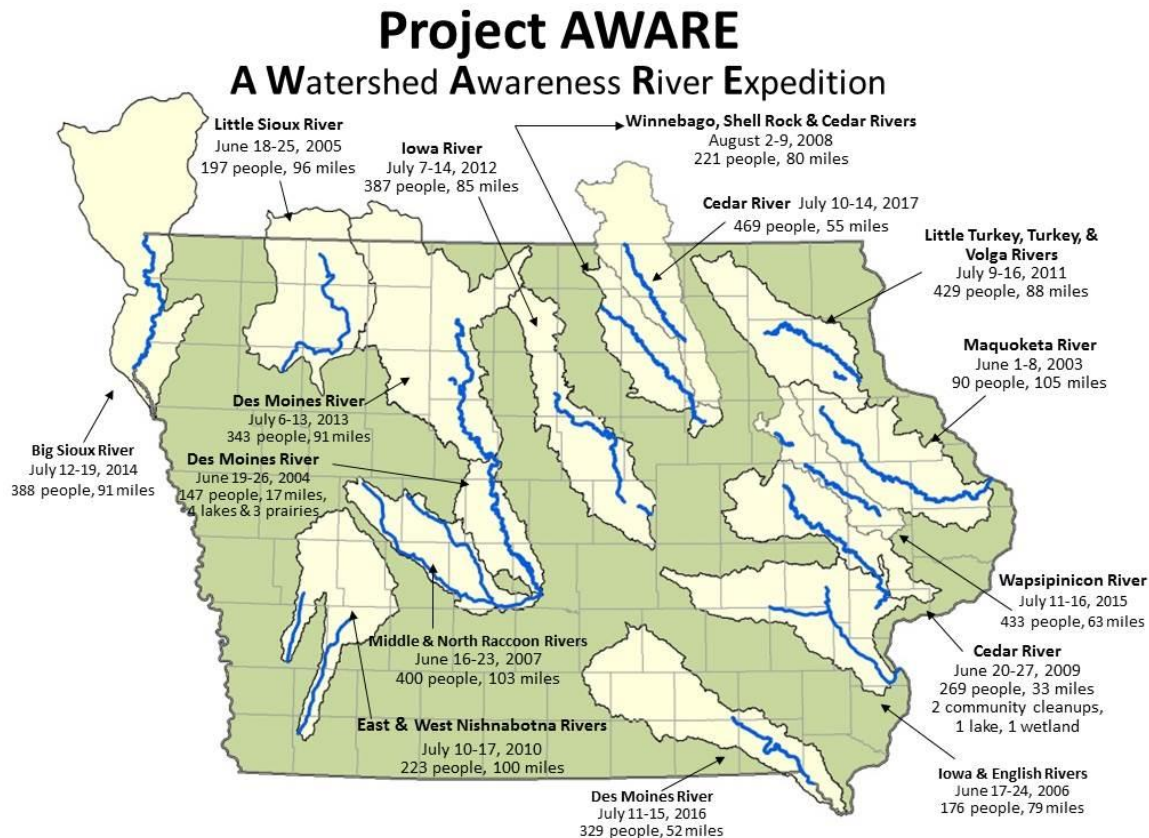 Project AWARE
A Watershed Awareness River Expedition
Little Sioux River
June 18-25, 2005
197 people, 96 miles
Iowa River
July 7-14, 2012
387 people, 85 miles
Winnebago, Shell Rock & Cedar Rivers
August 2-9, 2008
221 people, 80 miles
Cedar River July 10-14, 2017
469 people, 55 miles
Little Turkey, Turkey, &
Volga Rivers
July 9-16, 2011
429 people, 88 miles
Maquoketa River
June 1-8, 2003
90 people, 105 miles
Des Moines River
July 6-13, 2013
343 people, 91 miles
Big Sioux River
July 12-19, 2014
388 people, 91 miles
Des Moines River
June 19-26, 2004
147 people, 17 miles,
4 lakes & 3 prairies
Wapsipinicon River
July 11-16, 2015
433 people, 63 miles
Middle & North Raccoon Rivers
June 16-23, 2007
400 people, 103 miles
Cedar River
June 20-27, 2009
269 people, 33 miles
2 community cleanups,
1 lake, 1 wetland
East & West Nishnabotna Rivers
July 10-17, 2010
223 people, 100 miles
Iowa & English Rivers
June 17-24, 2006
176 people, 79 miles
Des Moines River
July 11-15, 2016
329 people, 52 miles